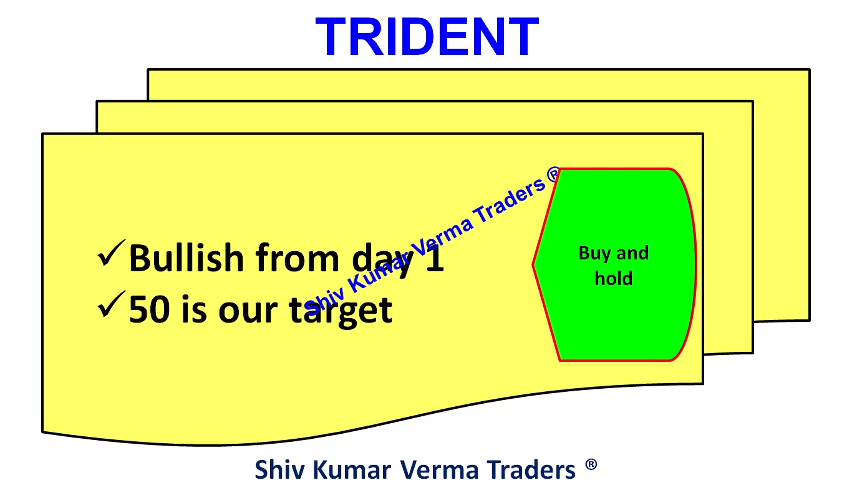 TRIDENT
✓Bullish from day 1
✓50 is our target
Shiv Kumar Verma Traders ®
Buy and
hold
Shiv Kumar Verma Traders ®